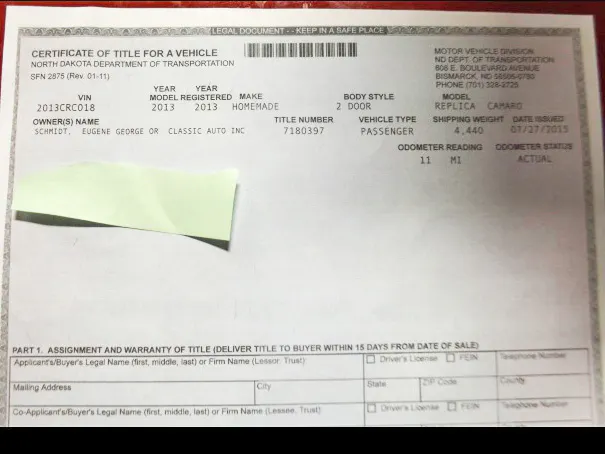 LEGAL DOCUMENT - - KEEP IN A SAFE PLACE
CERTIFICATE OF TITLE FOR A VEHICLE
NORTH DAKOTA DEPARTMENT OF TRANSPORTATION
SFN 2875 (Rev. 01-11)
MOTOR VEHICLE DIVISION
ND DEPT. OF TRANSPORTATION
608 E. BOULEVARD AVENUE
BISMARCK, ND 58505-0780
PHONE (701) 328-2725
VIN YEAR MODEL YEAR REGISTERED MAKE BODY STYLE MODEL
2013CRC018 2013 2013 HOMEMADE 2 DOOR REPLICA CAMARO
OWNER(S) NAME TITLE NUMBER VEHICLE TYPE SHIPPING WEIGHT DATE ISSUED
SCHMIDT, EUGENE GEORGE OR CLASSIC AUTO INC 7180397 PASSENGER 4,440 07/27/2015
ODOMETER READING ODOMETER STATUS
11 MI ACTUAL
PART 1. ASSIGNMENT AND WARRANTY OF TITLE (DELIVER TITLE TO BUYER WITHIN 15 DAYS FROM DATE OF SALE)
Applicant's/Buyer's Legal Name (first, middle, last) or Firm Name (Lessor, Trust) Driver's License FEIN Telephone Number
Mailing Address City State ZIP Code County
Co-Applicant's/Buyer's Legal Name (first, middle, last) or Firm Name (Lessee, Trust) Driver's License FEIN Telephone Number